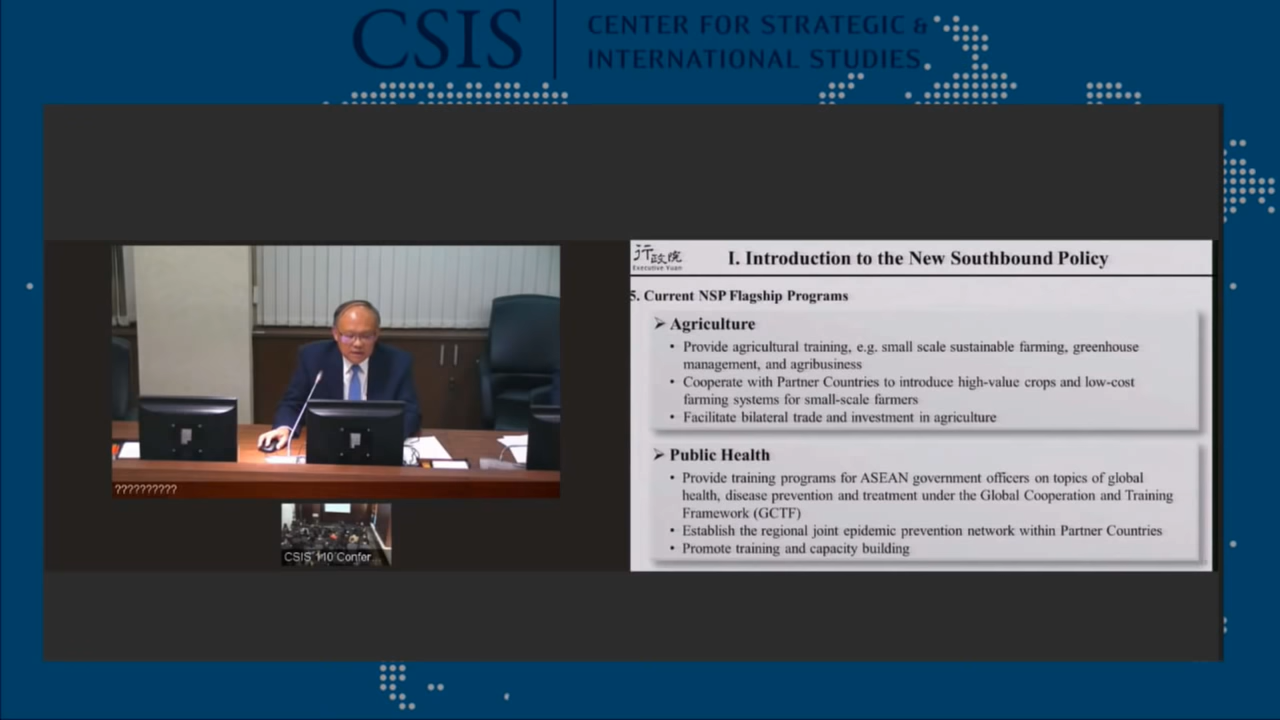 CSIS
CENTER FOR STRATEGIC &
INTERNATIONAL STUDIES
??????????
CSIS 110 Confer...
行政院
Executive Yuan
I. Introduction to the New Southbound Policy
5. Current NSP Flagship Programs
➢ Agriculture
• Provide agricultural training, e.g. small scale sustainable farming, greenhouse
management, and agribusiness
• Cooperate with Partner Countries to introduce high-value crops and low-cost
farming systems for small-scale farmers
• Facilitate bilateral trade and investment in agriculture
➢ Public Health
• Provide training programs for ASEAN government officers on topics of global
health, disease prevention and treatment under the Global Cooperation and Training
Framework (GCTF)
• Establish the regional joint epidemic prevention network within Partner Countries
• Promote training and capacity building